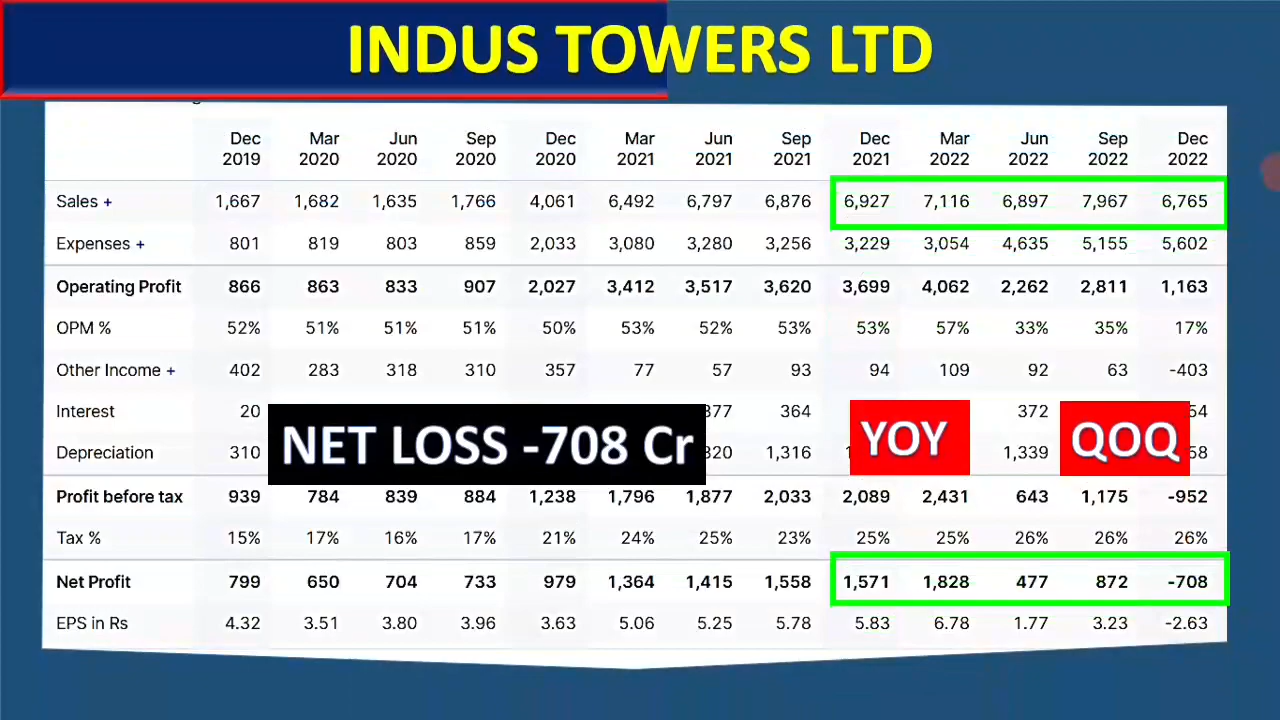 INDUS TOWERS LTD
Dec Mar Jun Sep Dec Mar Jun Sep Dec Mar Jun Sep Dec
2019 2020 2020 2020 2020 2021 2021 2021 2021 2022 2022 2022 2022
Sales + 1,667 1,682 1,635 1,766 4,061 6,492 6,797 6,876 6,927 7,116 6,897 7,967 6,765
Expenses + 801 819 803 859 2,033 3,080 3,280 3,256 3,229 3,054 4,635 5,155 5,602
Operating Profit 866 863 833 907 2,027 3,412 3,517 3,620 3,699 4,062 2,262 2,811 1,163
OPM % 52% 51% 51% 51% 50% 53% 52% 53% 53% 57% 33% 35% 17%
Other Income + 402 283 318 310 357 77 57 93 94 109 92 63 -403
Interest 20 364 372
NET LOSS -708 Cr YOY QOQ
Depreciation 310 1,316 1,339
Profit before tax 939 784 839 884 1,238 1,796 1,877 2,033 2,089 2,431 643 1,175 -952
Tax % 15% 17% 16% 17% 21% 24% 25% 23% 25% 25% 26% 26% 26%
Net Profit 799 650 704 733 979 1,364 1,415 1,558 1,571 1,828 477 872 -708
EPS in Rs 4.32 3.51 3.80 3.96 3.63 5.06 5.25 5.78 5.83 6.78 1.77 3.23 -2.63